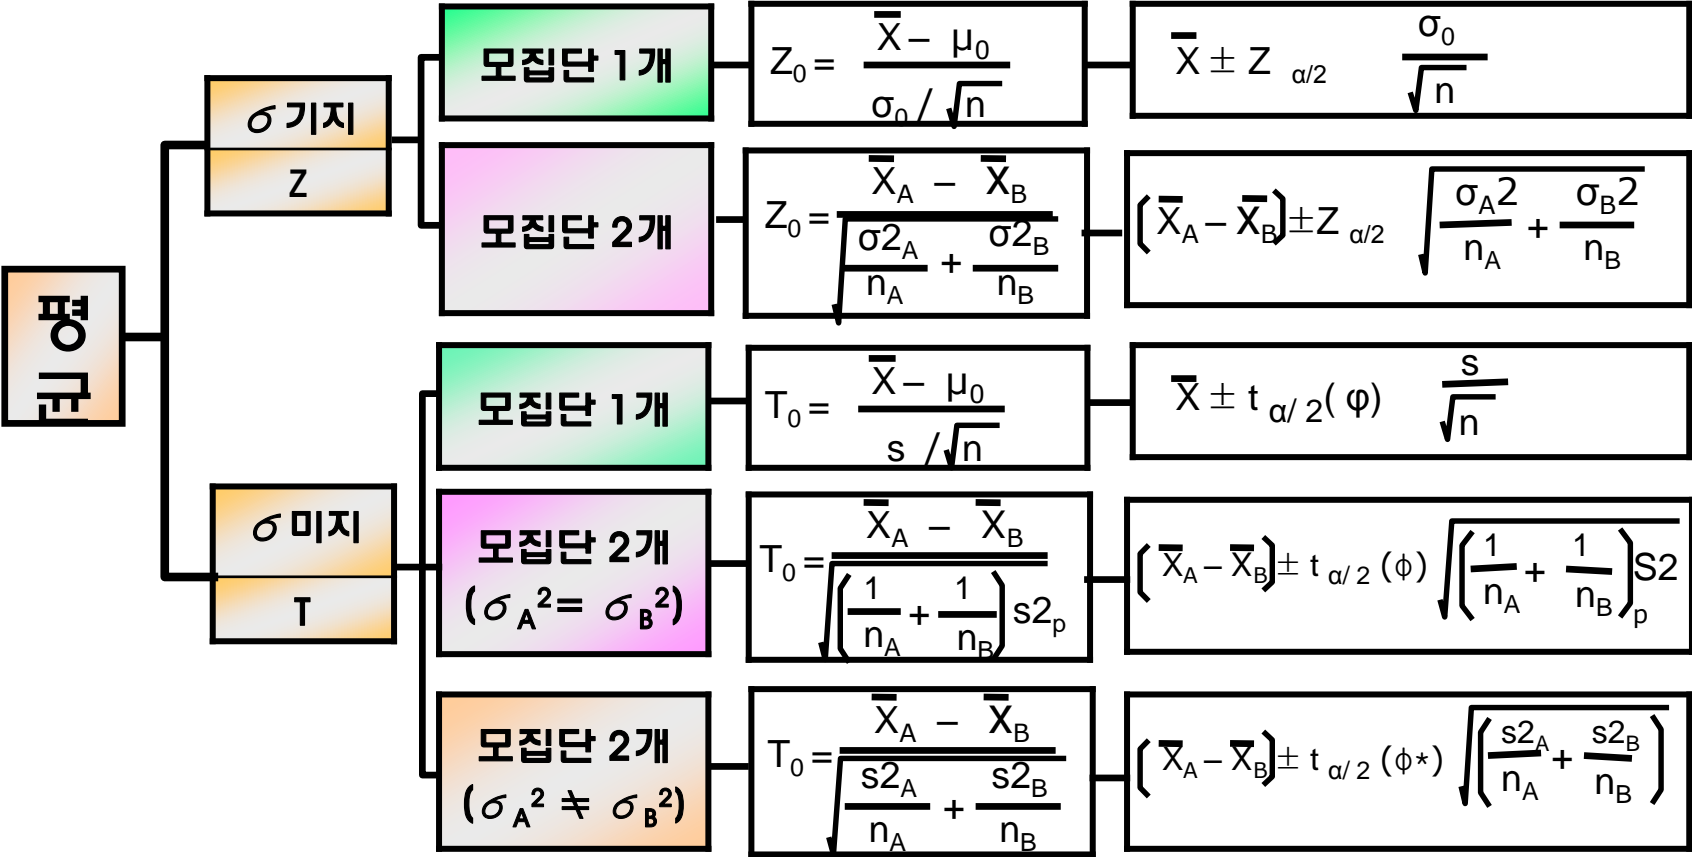 평균
σ 기지
Z
모집단 1개
Z₀ = (X̄ – μ₀) / (σ₀ / √n)
X̄ ± Z α/2 σ₀ / √n
모집단 2개
Z₀ = (X̄A – X̄B) / √(σ2A / nA + σ2B / nB)
(X̄A – X̄B) ± Z α/2 √(σA2 / nA + σB2 / nB)
σ 미지
T
모집단 1개
T₀ = (X̄ – μ₀) / (s / √n)
X̄ ± t α/ 2( φ) s / √n
모집단 2개
(σA² = σB²)
T₀ = (X̄A – X̄B) / √((1 / nA + 1 / nB) s2p)
(X̄A – X̄B) ± t α/ 2 (ϕ) √((1 / nA + 1 / nB) S2p)
모집단 2개
(σA² ≠ σB²)
T₀ = (X̄A – X̄B) / √(s2A / nA + s2B / nB)
(X̄A – X̄B) ± t α/ 2 (ϕ*) √((s2A / nA + s2B / nB))